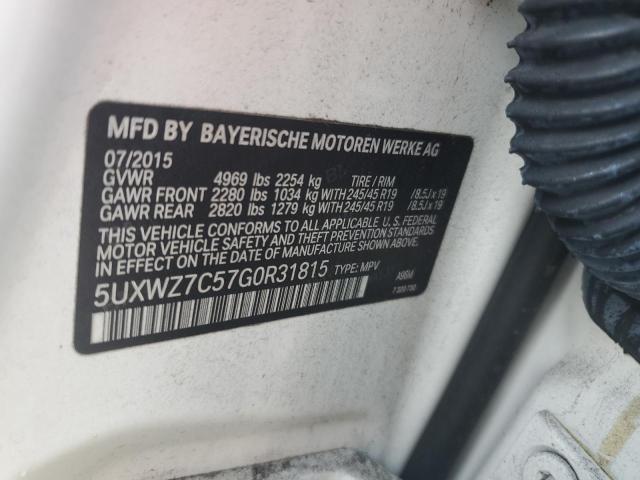 MFD BY BAYERISCHE MOTOREN WERKE AG
07/2015
GVWR 4969 lbs 2254 kg TIRE / RIM
GAWR FRONT 2280 lbs 1034 kg WITH 245/45 R19 /8.5J x 19
GAWR REAR 2820 lbs 1279 kg WITH 245/45 R19 /8.5J x 19
THIS VEHICLE CONFORMS TO ALL APPLICABLE U. S. FEDERAL
MOTOR VEHICLE SAFETY AND THEFT PREVENTION STANDARDS
IN EFFECT ON THE DATE OF MANUFACTURE SHOWN ABOVE.
5UXWZ7C57G0R31815 TYPE: MPV A96M